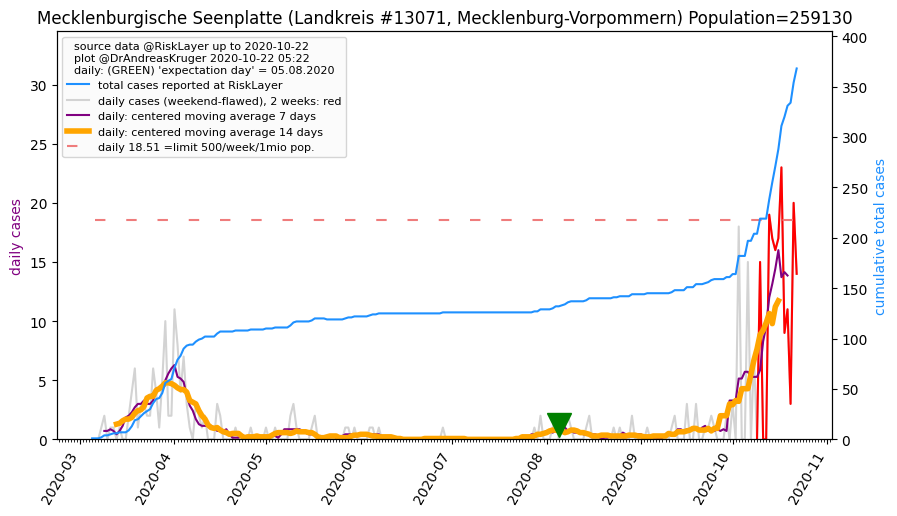 Mecklenburgische Seenplatte (Landkreis #13071, Mecklenburg-Vorpommern) Population=259130
source data @RiskLayer up to 2020-10-22
plot @DrAndreasKruger 2020-10-22 05:22
daily: (GREEN) 'expectation day' = 05.08.2020
total cases reported at RiskLayer
daily cases (weekend-flawed), 2 weeks: red
daily: centered moving average 7 days
daily: centered moving average 14 days
daily 18.51 =limit 500/week/1mio pop.
daily cases
30
25
20
15
10
5
0
400
350
300
250
200
150
100
50
0
cumulative total cases
2020-03
2020-04
2020-05
2020-06
2020-07
2020-08
2020-09
2020-10
2020-11